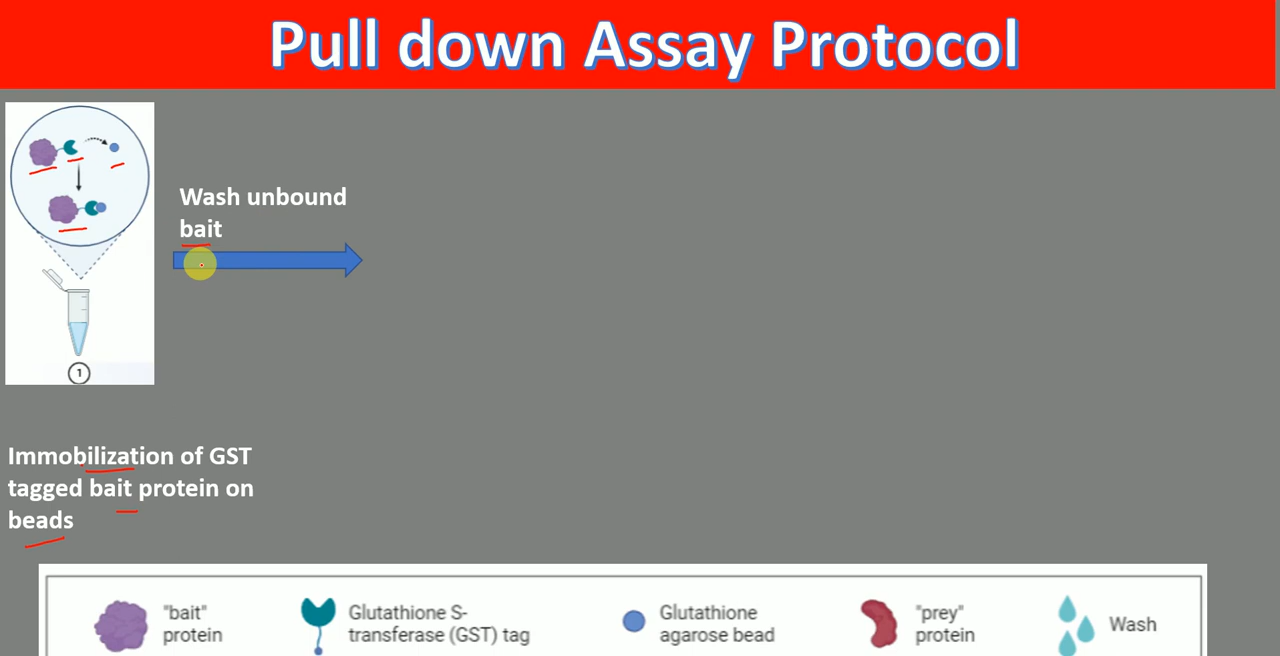 Pull down Assay Protocol
Wash unbound
bait
1
Immobilization of GST
tagged bait protein on
beads
"bait"
protein
Glutathione S-
transferase (GST) tag
Glutathione
agarose bead
"prey"
protein
Wash